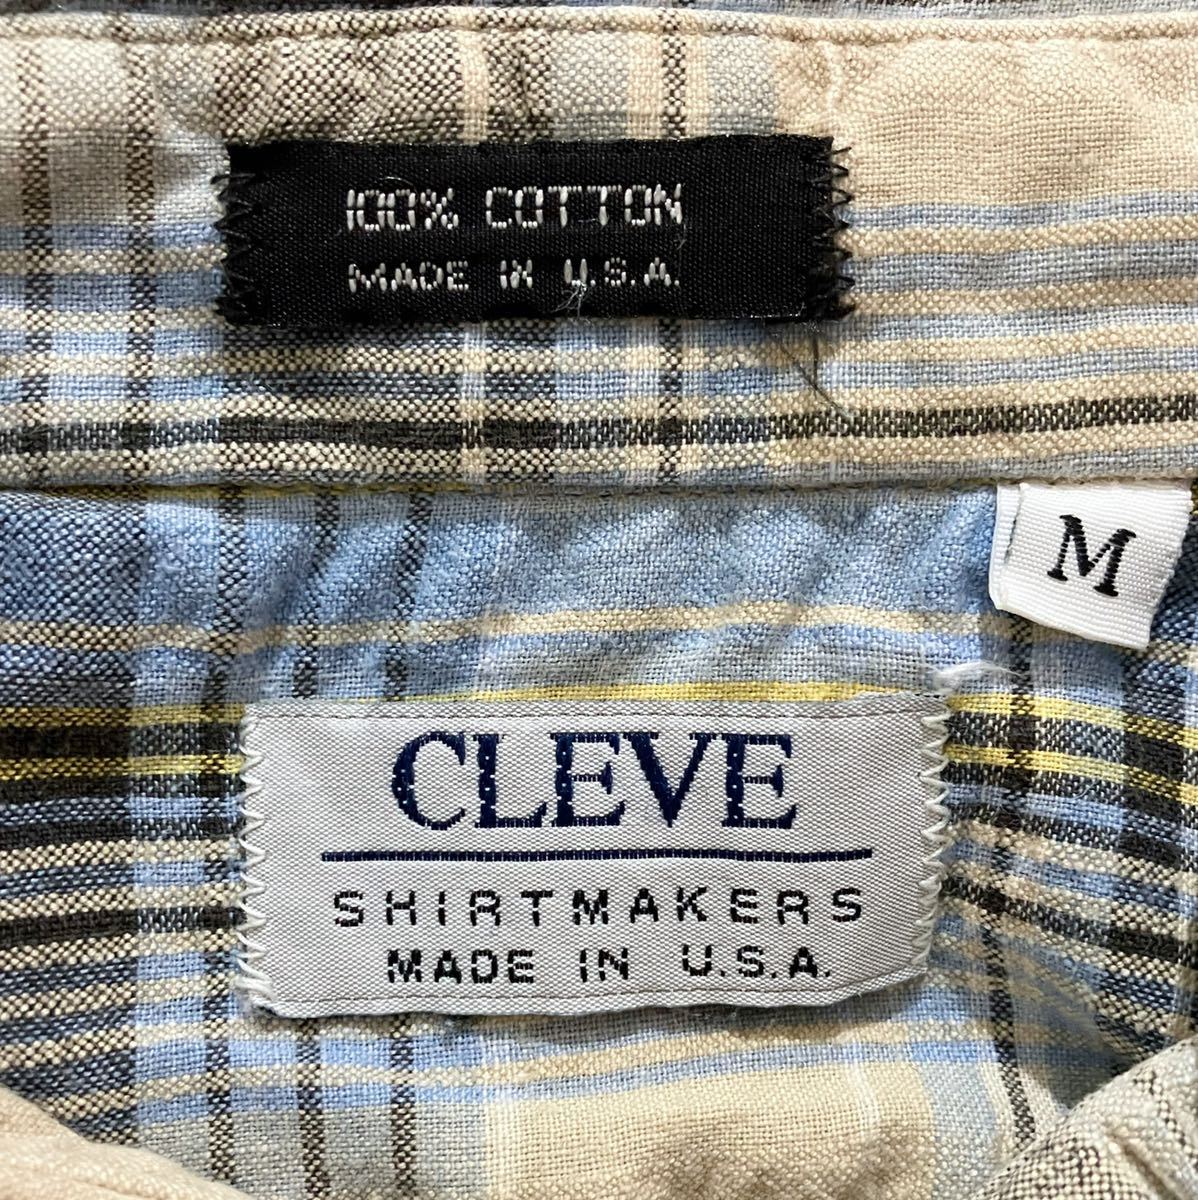 100% COTTON
MADE IN U.S.A.
M
CLEVE
SHIRTMAKERS
MADE IN U.S.A.